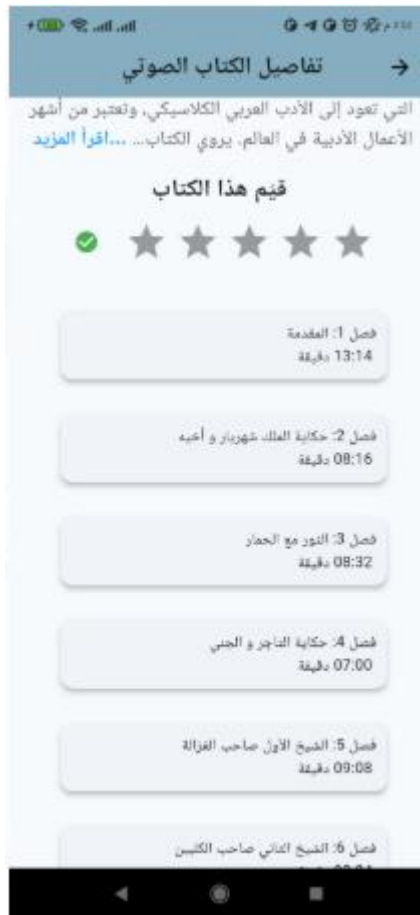 تفاصيل الكتاب الصوتي
التي تعود إلى الأدب العربي الكلاسيكي، وتعتبر من أشهر
الأعمال الأدبية في العالم. يروي الكتاب... ...اقرأ المزيد
قيّم هذا الكتاب
فصل 1: المقدمة
13:14 دقيقة
فصل 2: حكاية الملك شهريار و أخيه
08:16 دقيقة
فصل 3: الثور مع الحمار
08:32 دقيقة
فصل 4: حكاية التاجر و الجني
07:00 دقيقة
فصل 5: الشيخ الأول صاحب الغزالة
09:08 دقيقة
فصل 6: الشيخ الثاني صاحب الكلبين